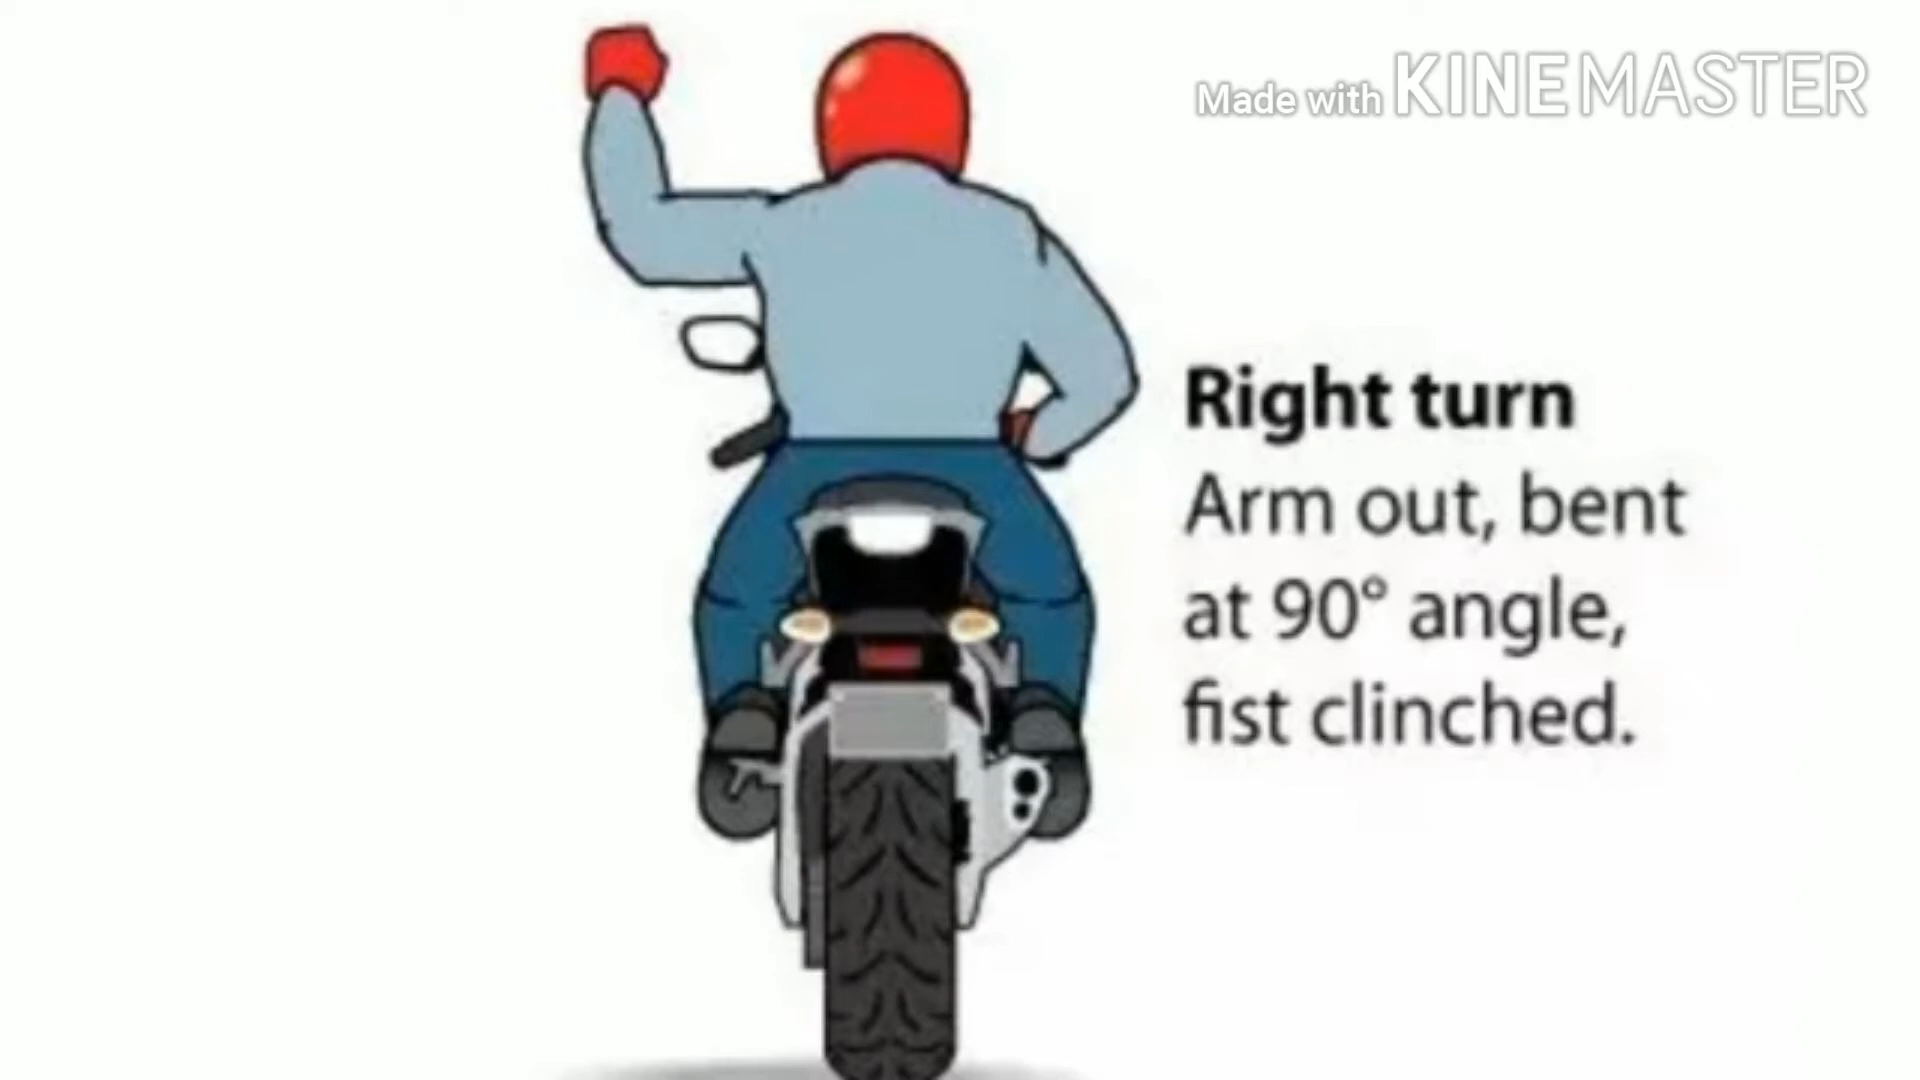 Made with KINEMASTER
Right turn
Arm out, bent
at 90° angle,
fist clinched.